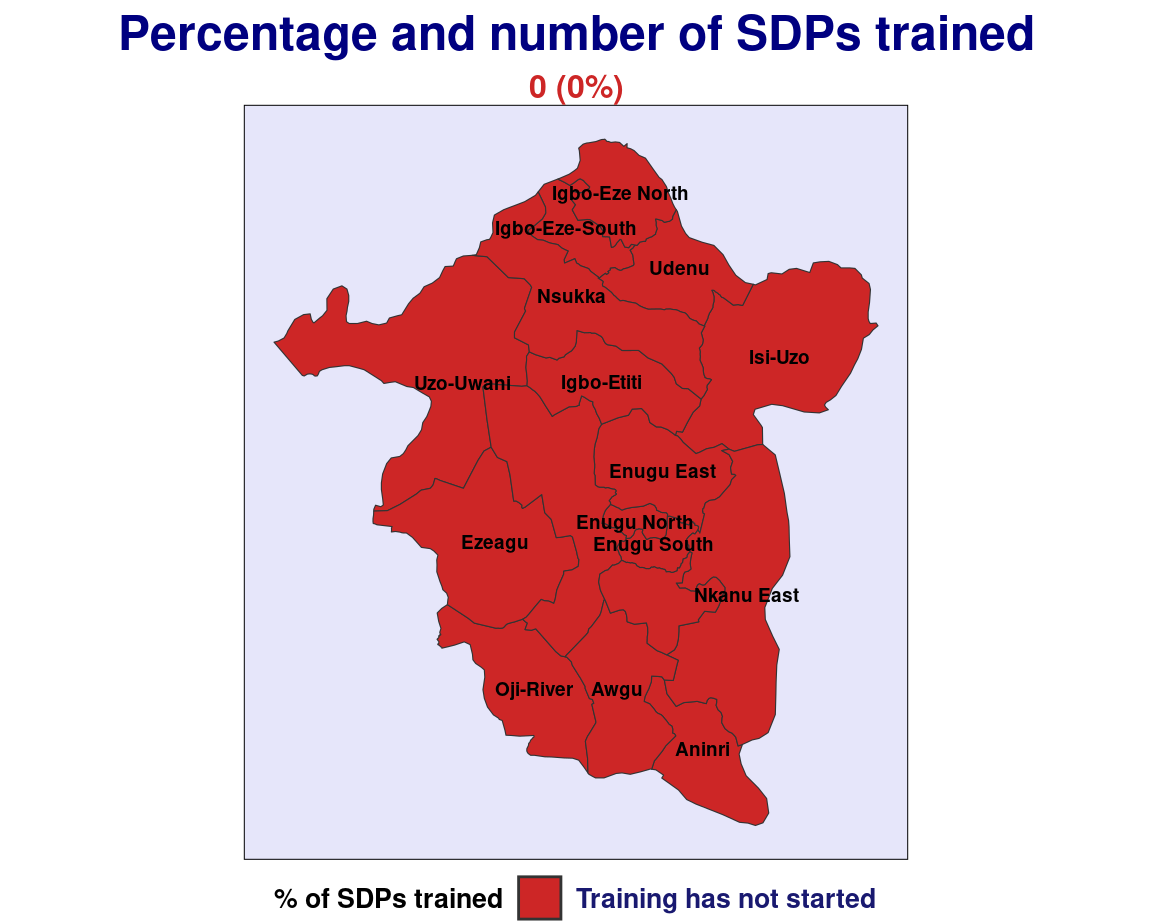 Percentage and number of SDPs trained
0 (0%)
Igbo-Eze North
Igbo-Eze-South
Udenu
Nsukka
Isi-Uzo
Uzo-Uwani
Igbo-Etiti
Enugu East
Enugu North
Ezeagu
Enugu South
Nkanu East
Oji-River
Awgu
Aninri
% of SDPs trained
Training has not started